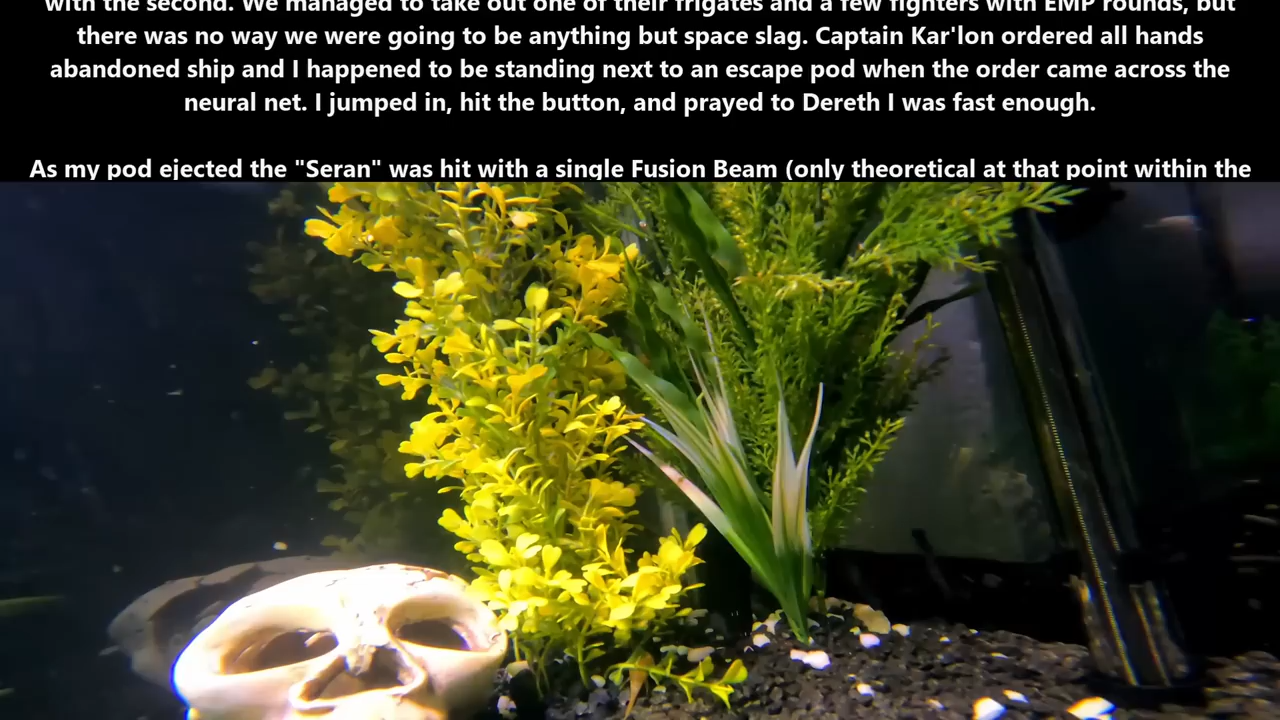 with the second. We managed to take out one of their frigates and a few fighters with EMP rounds, but
there was no way we were going to be anything but space slag. Captain Kar'lon ordered all hands
abandoned ship and I happened to be standing next to an escape pod when the order came across the
neural net. I jumped in, hit the button, and prayed to Dereth I was fast enough.
As my pod ejected the "Seran" was hit with a single Fusion Beam (only theoretical at that point within the